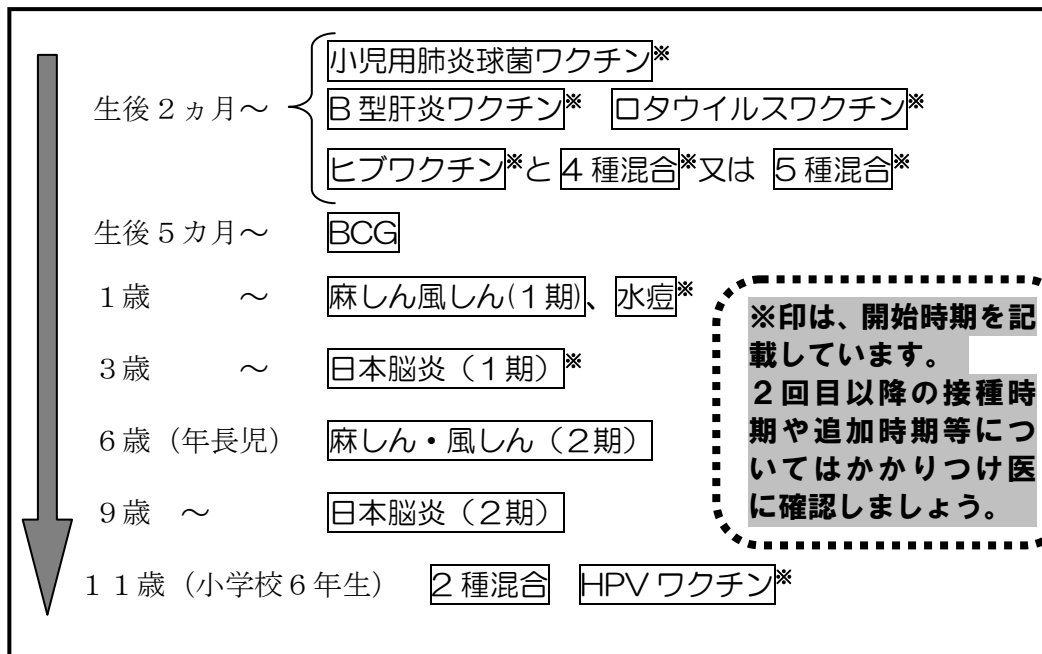 小児用肺炎球菌ワクチン※
生後２ヵ月～
B型肝炎ワクチン※ ロタウイルスワクチン※
ヒブワクチン※と ４種混合※又は ５種混合※
生後５カ月～ BCG
１歳 ～ 麻しん風しん(１期)、水痘※
３歳 ～ 日本脳炎（１期）※
６歳（年長児） 麻しん・風しん（２期）
９歳 ～ 日本脳炎（２期）
１１歳（小学校６年生） ２種混合 HPVワクチン※
※印は、開始時期を記
載しています。
２回目以降の接種時
期や追加時期等につ
いてはかかりつけ医
に確認しましょう。